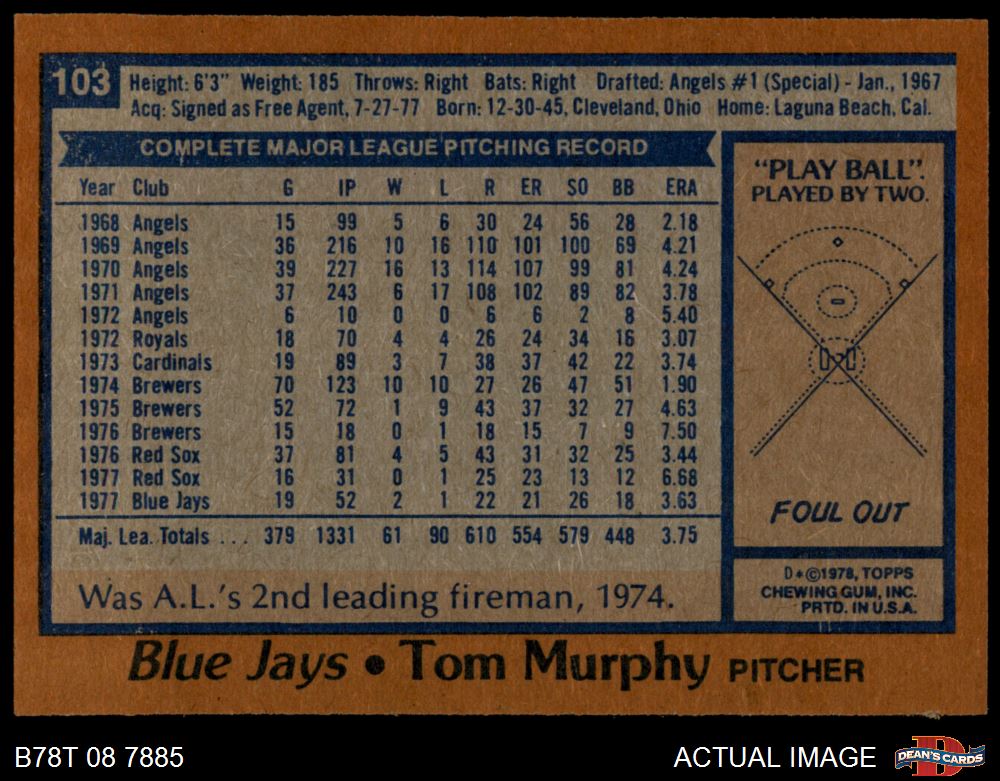 103
Height: 6'3" Weight: 185 Throws: Right Bats: Right Drafted: Angels #1 (Special) - Jan., 1967
Acq: Signed as Free Agent, 7-27-77 Born: 12-30-45, Cleveland, Ohio Home: Laguna Beach, Cal.
COMPLETE MAJOR LEAGUE PITCHING RECORD
Year Club G IP W L R ER SO BB ERA
1968 Angels 15 99 5 6 30 24 56 28 2.18
1969 Angels 36 216 10 16 110 101 100 69 4.21
1970 Angels 39 227 16 13 114 107 99 81 4.24
1971 Angels 37 243 6 17 108 102 89 82 3.78
1972 Angels 6 10 0 0 6 6 2 8 5.40
1972 Royals 18 70 4 4 26 24 34 16 3.07
1973 Cardinals 19 89 3 7 38 37 42 22 3.74
1974 Brewers 70 123 10 10 27 26 47 51 1.90
1975 Brewers 52 72 1 9 43 37 32 27 4.63
1976 Brewers 15 18 0 1 18 15 7 9 7.50
1976 Red Sox 37 81 4 5 43 31 32 25 3.44
1977 Red Sox 16 31 0 1 25 23 13 12 6.68
1977 Blue Jays 19 52 2 1 22 21 26 18 3.63
Maj. Lea. Totals ... 379 1331 61 90 610 554 579 448 3.75
Was A.L.'s 2nd leading fireman, 1974.
"PLAY BALL".
PLAYED BY TWO.
FOUL OUT
D*©1978, TOPPS
CHEWING GUM, INC.
PRTD. IN U.S.A.
Blue Jays • Tom Murphy PITCHER
B78T 08 7885
ACTUAL IMAGE
DEAN'S CARDS